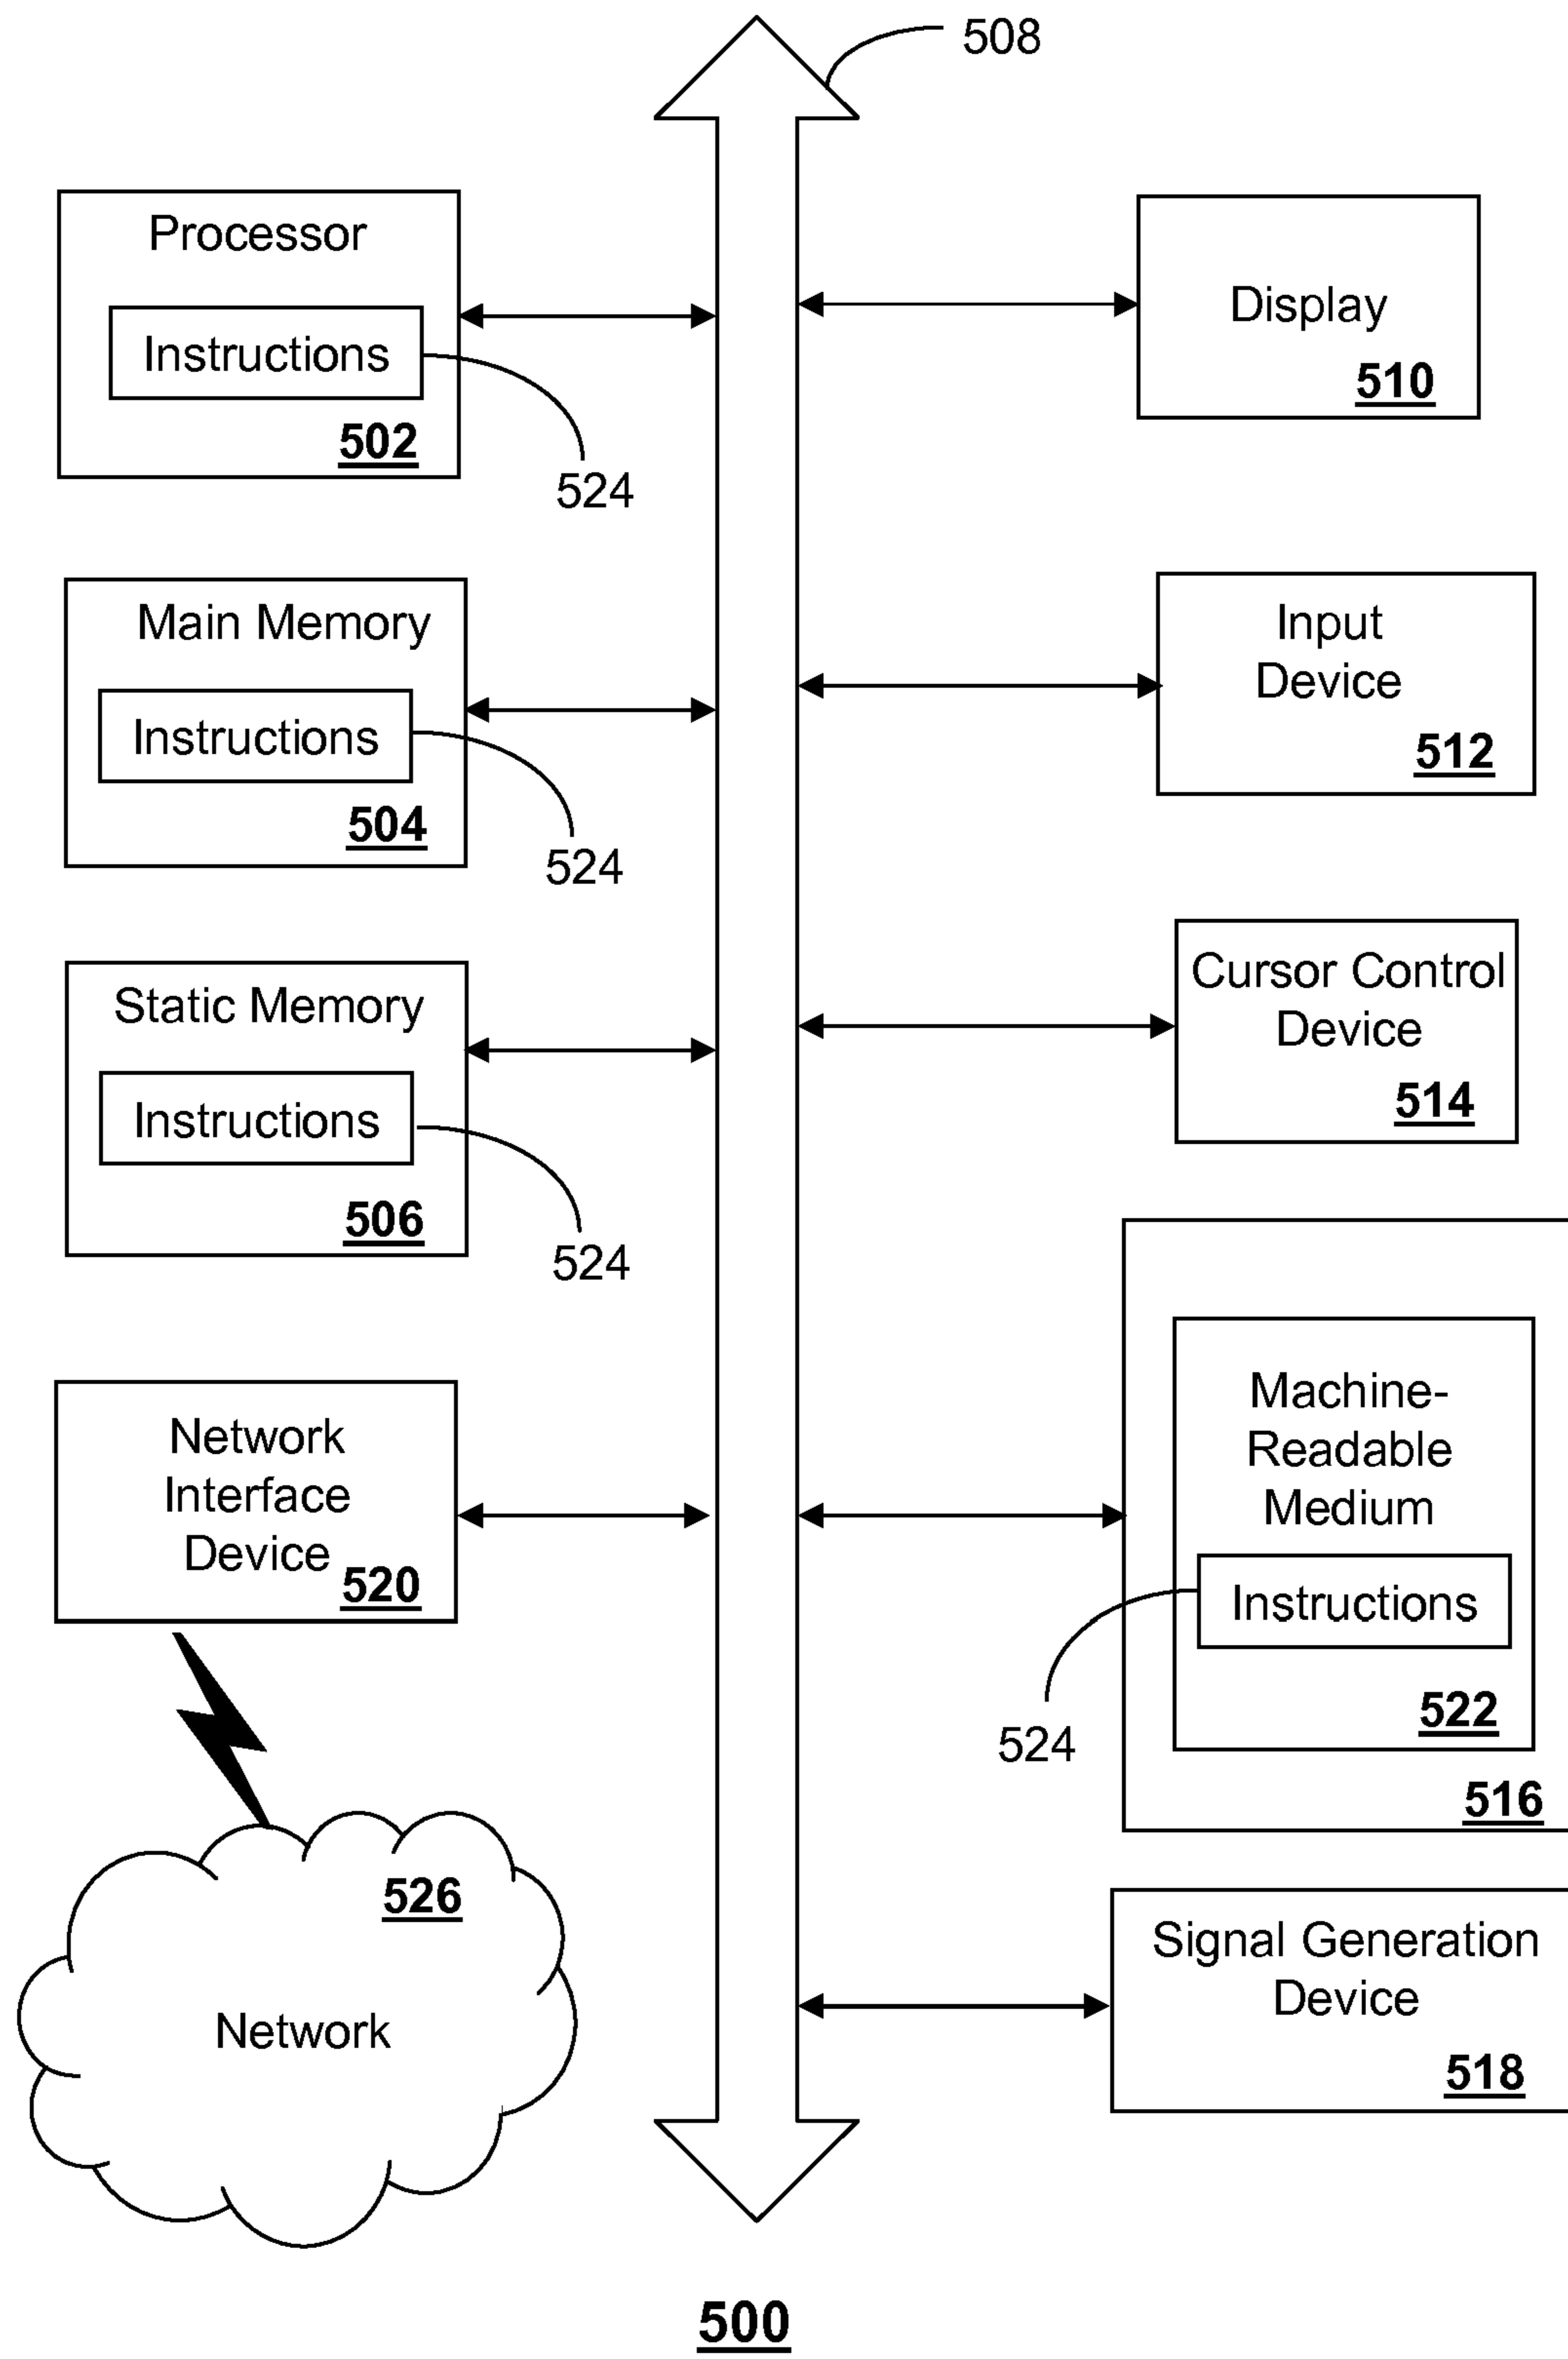 508
Processor
Instructions
502
524
Main Memory
Instructions
504
524
Static Memory
Instructions
506
524
Network
Interface
Device
520
526
Network
Display
510
Input
Device
512
Cursor Control
Device
514
Machine-
Readable
Medium
Instructions
522
524
516
Signal Generation
Device
518
500